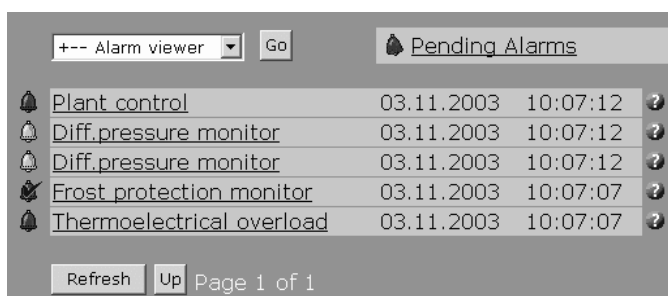 +-- Alarm viewer Go Pending Alarms
Plant control 03.11.2003 10:07:12 ?
Diff.pressure monitor 03.11.2003 10:07:12 ?
Diff.pressure monitor 03.11.2003 10:07:12 ?
Frost protection monitor 03.11.2003 10:07:07 ?
Thermoelectrical overload 03.11.2003 10:07:07 ?
Refresh Up Page 1 of 1